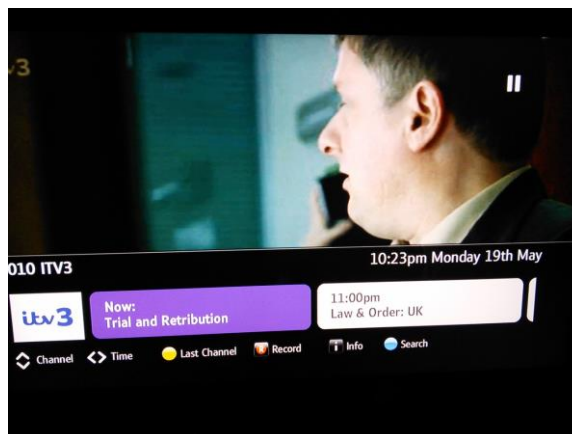 3
010 ITV3
10:23pm Monday 19th May
itv3
Now:
Trial and Retribution
11:00pm
Law & Order: UK
Channel
Time
Last Channel
R Record
i Info
Search